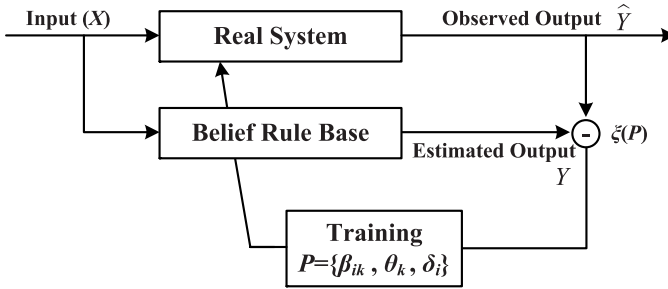 Input (X)
Real System
Observed Output Ŷ
Belief Rule Base
- ξ(P)
Estimated Output
Y
Training
P={βik , θk , δi}